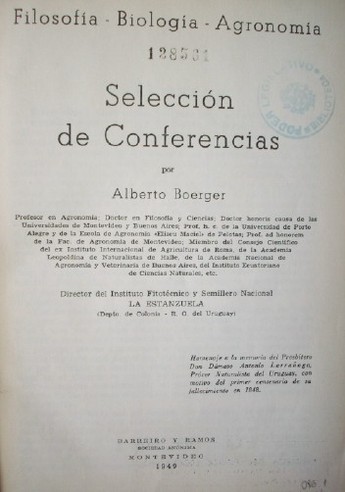 Filosofía - Biología - Agronomía
128531
Selección
de Conferencias
por
Alberto Boerger
Profesor en Agronomía; Doctor en Filosofía y Ciencias; Doctor honoris causa de las
Universidades de Montevideo y Buenos Aires; Prof. h. c. de la Universidad de Porto
Alegre y de la Escola de Agronomia «Eliseu Maciel» de Pelotas; Prof. ad honorem
de la Fac. de Agronomía de Montevideo; Miembro del Consejo Científico
del ex Instituto Internacional de Agricultura de Roma, de la Academia
Leopoldina de Naturalistas de Halle, de la Academia Nacional de
Agronomía y Veterinaria de Buenos Aires, del Instituto Ecuatoriano
de Ciencias Naturales, etc.
Director del Instituto Fitotécnico y Semillero Nacional
LA ESTANZUELA
(Depto. de Colonia - R. O. del Uruguay)
Homenaje a la memoria del Presbítero
Don Dámaso Antonio Larrañaga,
Prócer Naturalista del Uruguay, con
motivo del primer centenario de su
fallecimiento en 1948.
BARREIRO Y RAMOS
SOCIEDAD ANÓNIMA
MONTEVIDEO
1949